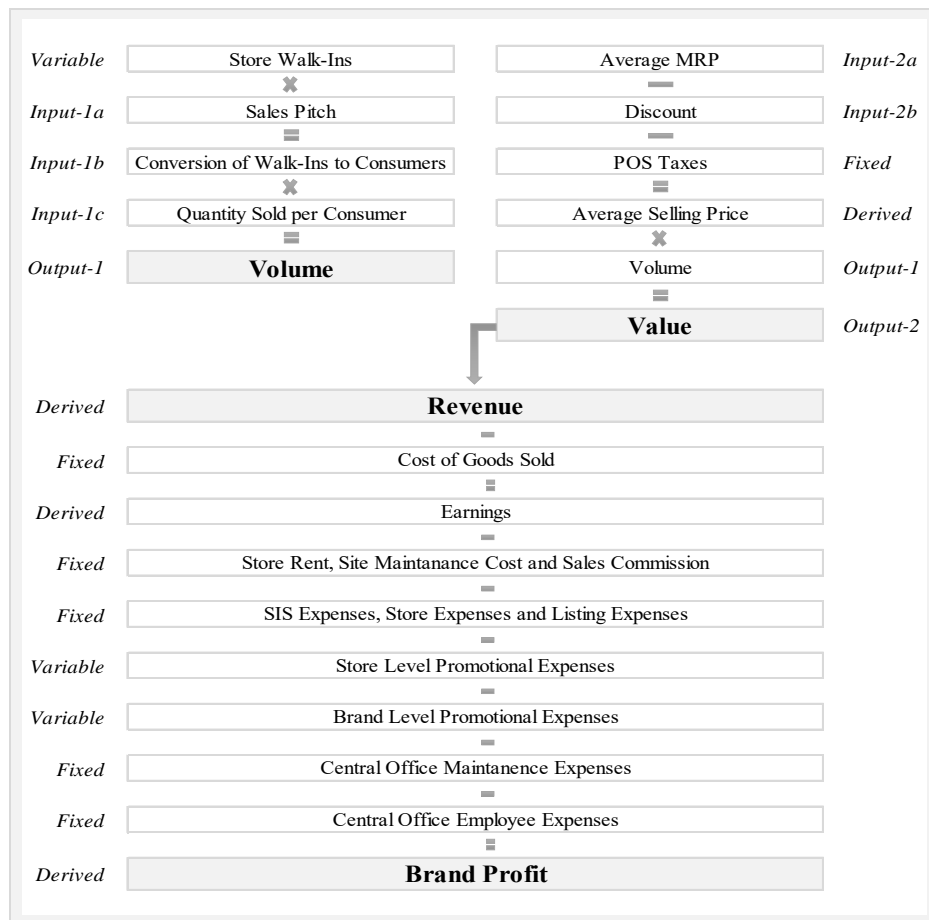 Variable Store Walk-Ins Average MRP Input-2a
× —
Input-1a Sales Pitch Discount Input-2b
= —
Input-1b Conversion of Walk-Ins to Consumers POS Taxes Fixed
× =
Input-1c Quantity Sold per Consumer Average Selling Price Derived
= ×
Output-1 Volume Volume Output-1
=
Value Output-2
Derived Revenue
-
Fixed Cost of Goods Sold
=
Derived Earnings
-
Fixed Store Rent, Site Maintanance Cost and Sales Commission
-
Fixed SIS Expenses, Store Expenses and Listing Expenses
-
Variable Store Level Promotional Expenses
-
Variable Brand Level Promotional Expenses
-
Fixed Central Office Maintanence Expenses
-
Fixed Central Office Employee Expenses
=
Derived Brand Profit